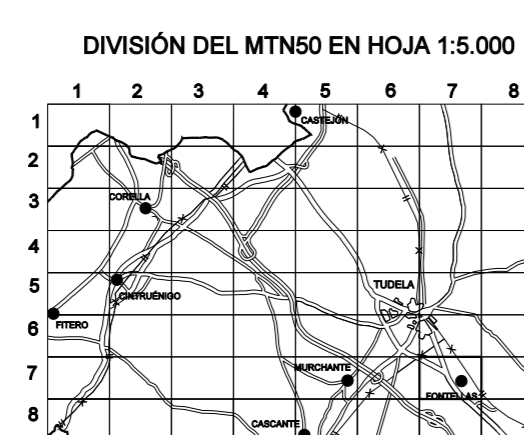 DIVISIÓN DEL MTN50 EN HOJA 1:5.000
1 2 3 4 5 6 7 8
1
CASTEJÓN
2
3
CORELLA
4
5
TUDELA
CINTRUÉNIGO
6
FITERO
7
MURCHANTE
FONTELLAS
8
CASCANTE